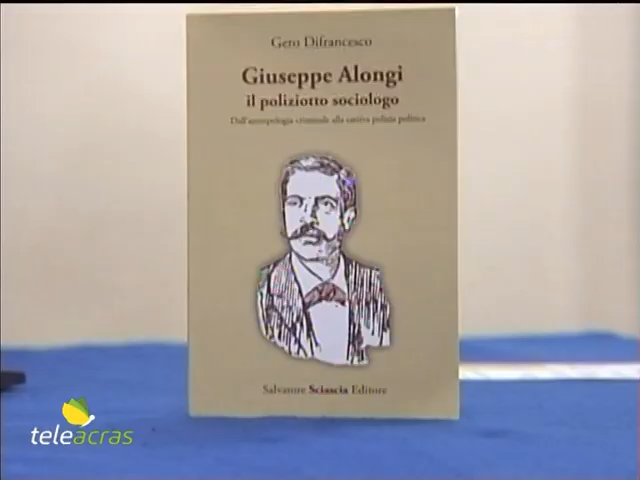 Gero Difrancesco
Giuseppe Alongi
il poliziotto sociologo
Dall'antropologia criminale alla cattiva polizia politica
Salvatore Sciascia Editore
teleacras